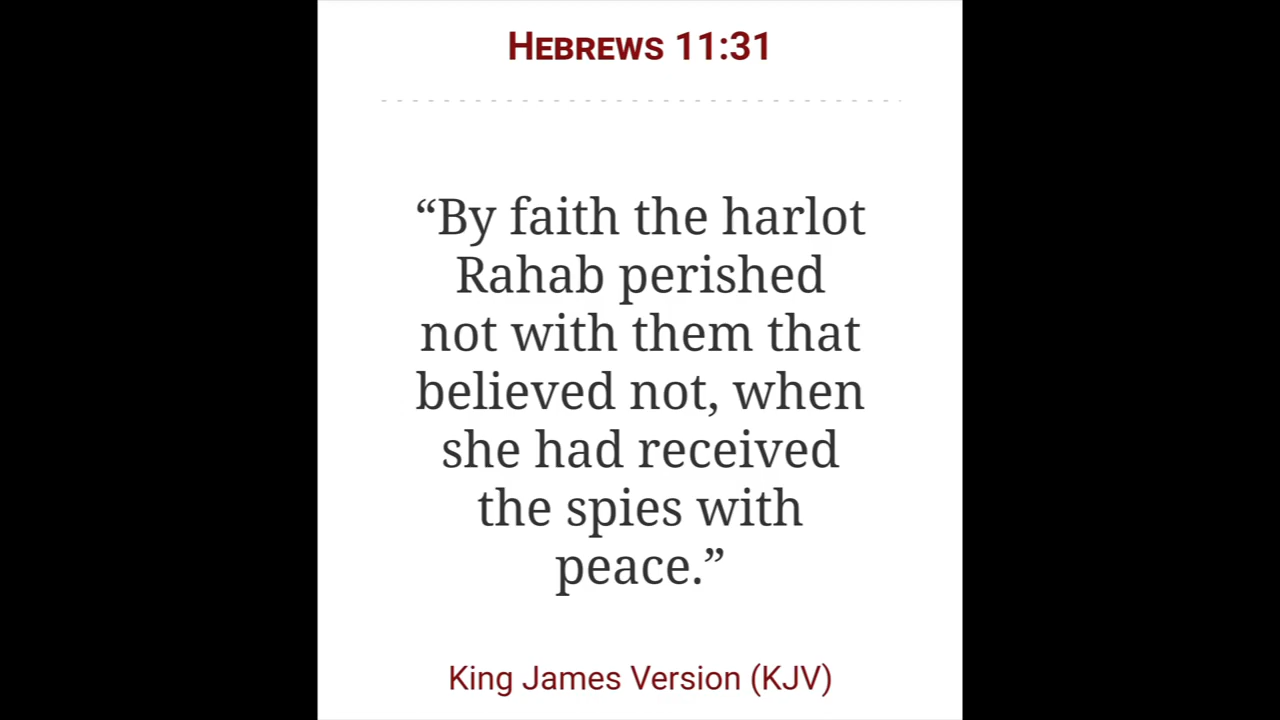 HEBREWS 11:31
“By faith the harlot
Rahab perished
not with them that
believed not, when
she had received
the spies with
peace.”
King James Version (KJV)